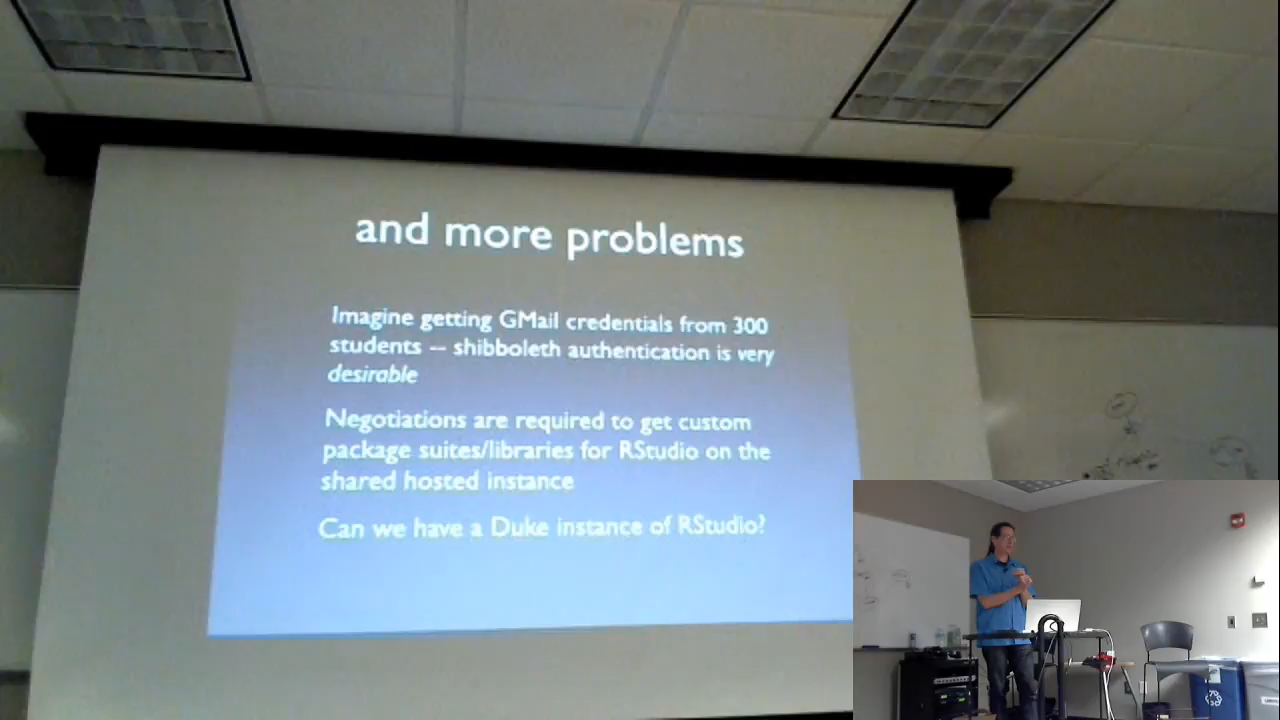 and more problems
Imagine getting GMail credentials from 300
students -- shibboleth authentication is very
desirable
Negotiations are required to get custom
package suites/libraries for RStudio on the
shared hosted instance
Can we have a Duke instance of RStudio?